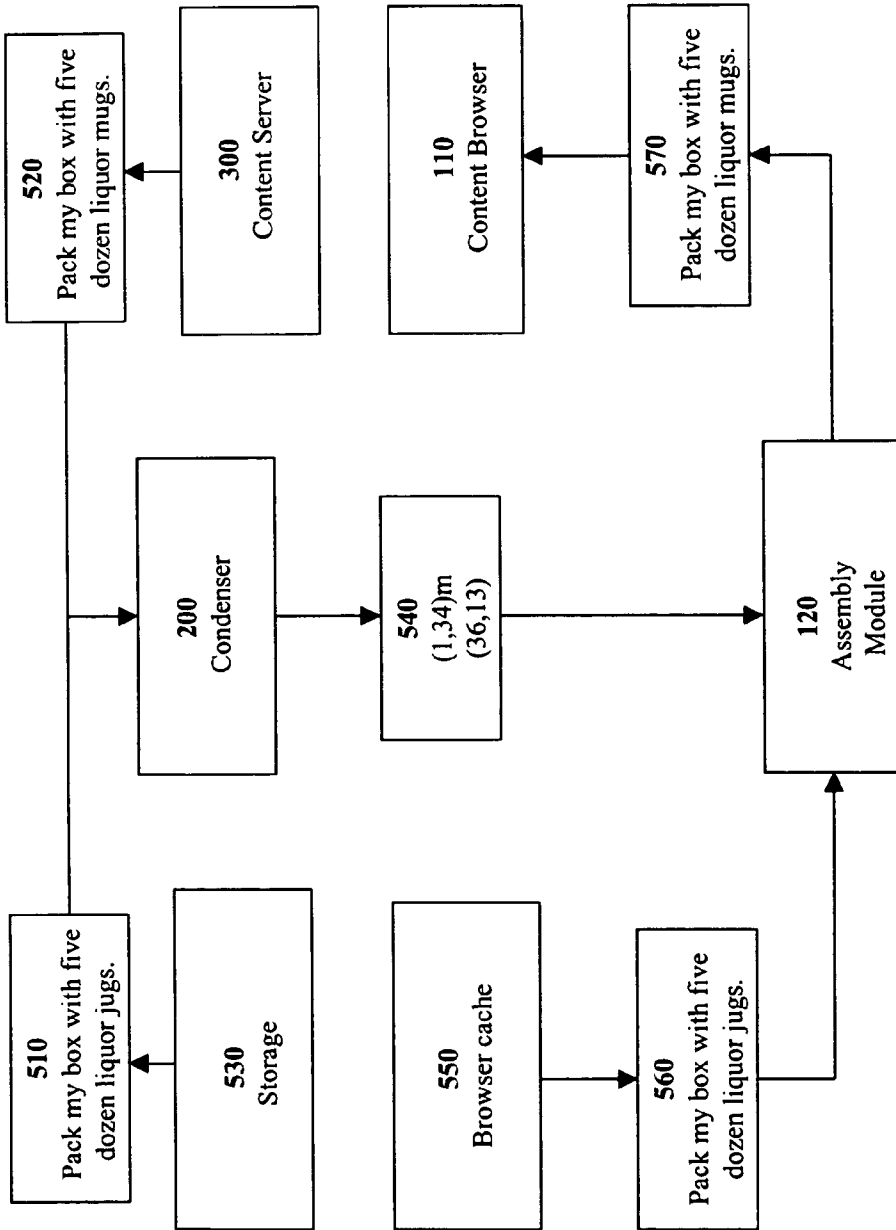 510
Pack my box with five
dozen liquor jugs.
520
Pack my box with five
dozen liquor mugs.
530
Storage
200
Condenser
300
Content Server
550
Browser cache
540
(1,34)m
(36,13)
110
Content Browser
560
Pack my box with five
dozen liquor jugs.
570
Pack my box with five
dozen liquor mugs.
120
Assembly
Module